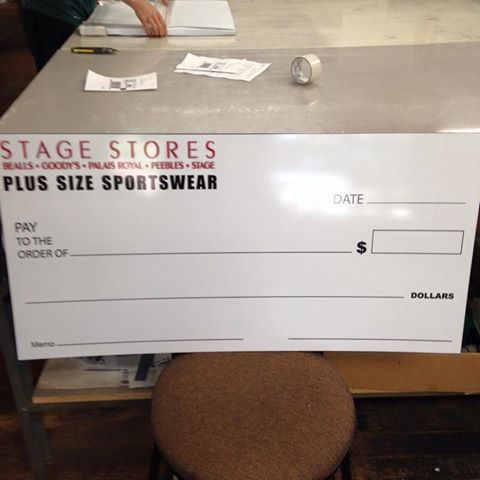 STAGE STORES
BEALLS • GOODY'S • PALAIS ROYAL • PEEBLES • STAGE
PLUS SIZE SPORTSWEAR
DATE
PAY
TO THE
ORDER OF
$
DOLLARS
Memo